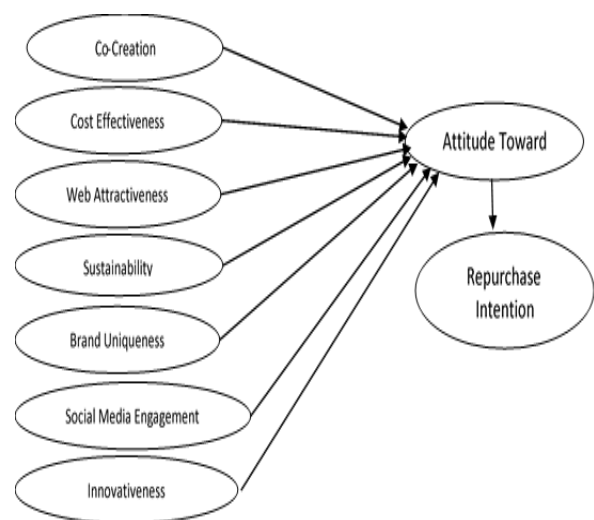 Co-Creation
Cost Effectiveness
Web Attractiveness
Sustainability
Brand Uniqueness
Social Media Engagement
Innovativeness
Attitude Toward
Repurchase
Intention